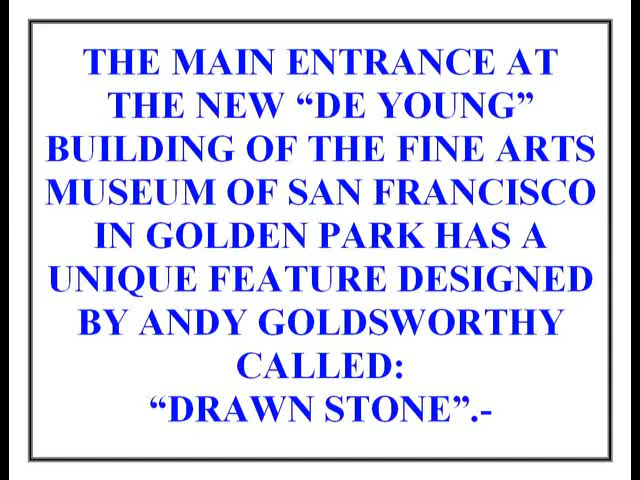 THE MAIN ENTRANCE AT
THE NEW “DE YOUNG”
BUILDING OF THE FINE ARTS
MUSEUM OF SAN FRANCISCO
IN GOLDEN PARK HAS A
UNIQUE FEATURE DESIGNED
BY ANDY GOLDSWORTHY
CALLED:
“DRAWN STONE”.-